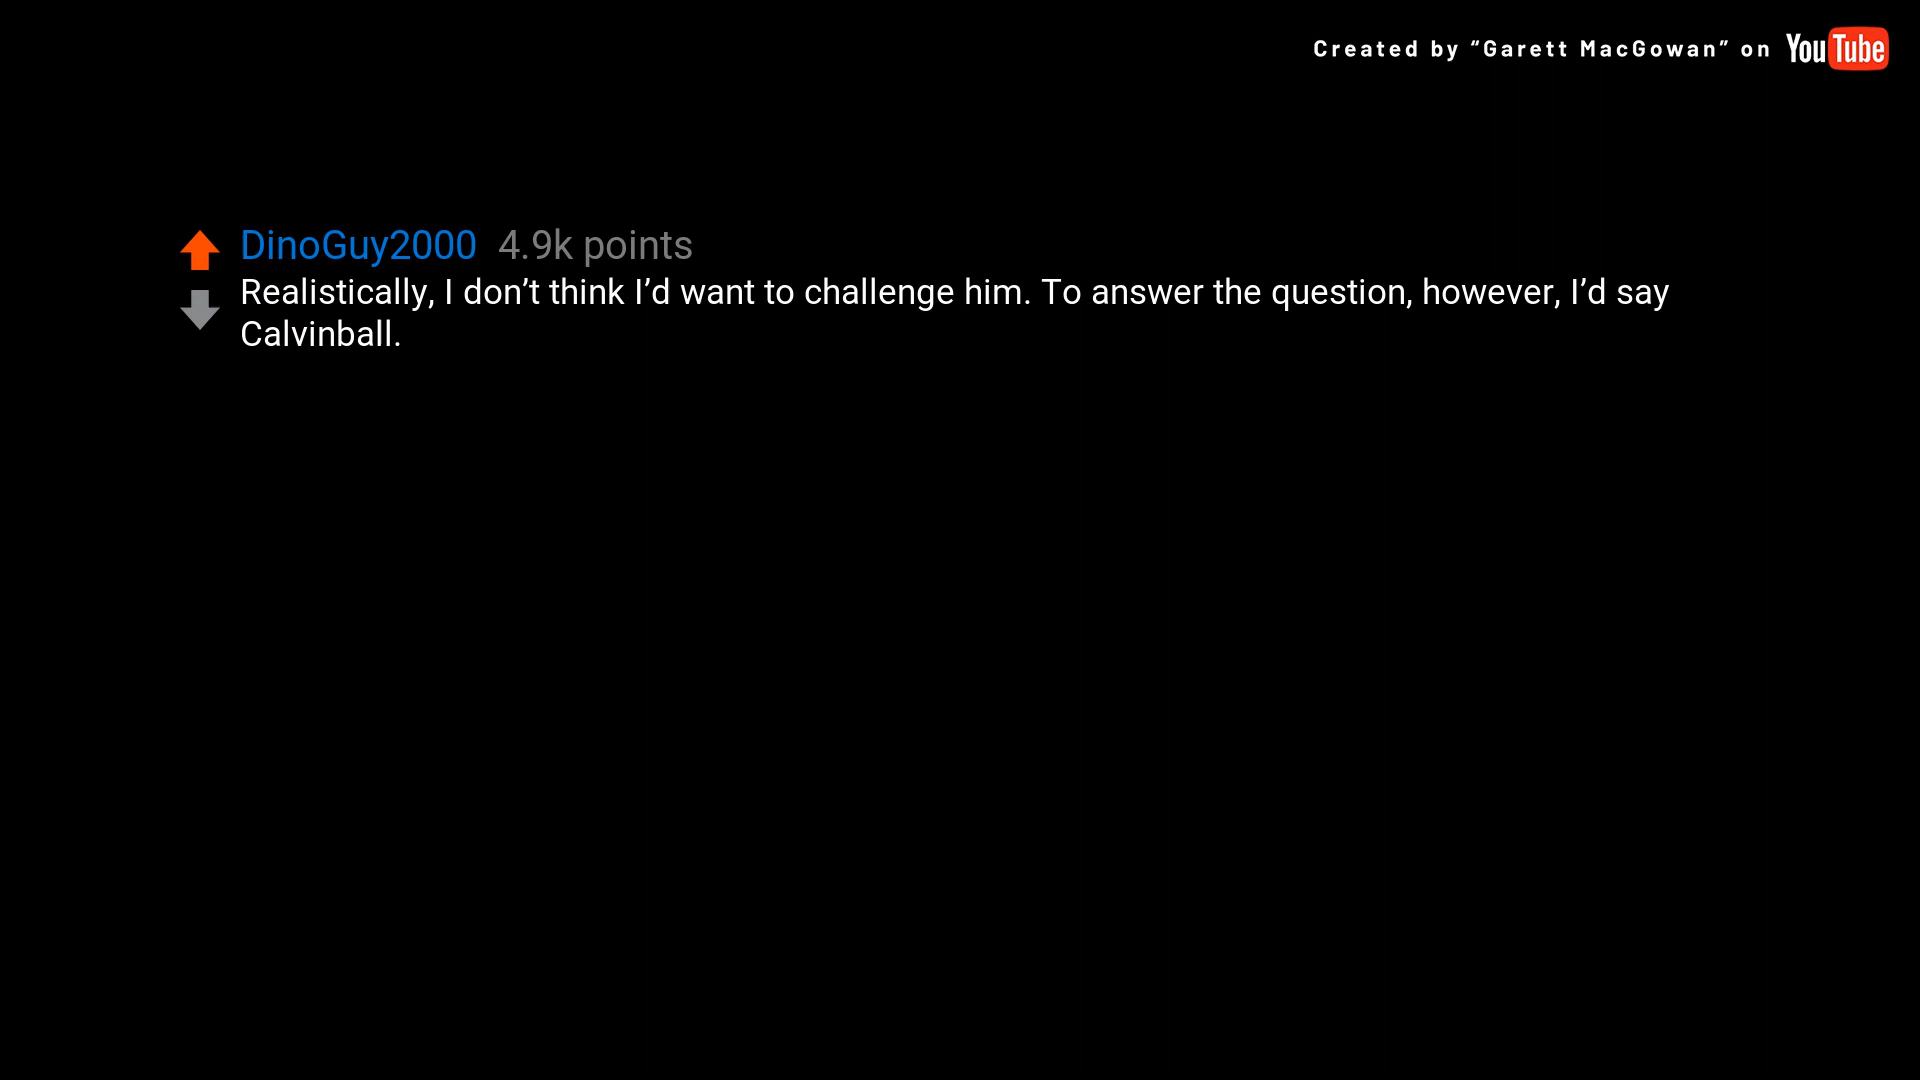 Created by “Garett MacGowan” on YouTube
DinoGuy2000 4.9k points
Realistically, I don’t think I’d want to challenge him. To answer the question, however, I’d say
Calvinball.